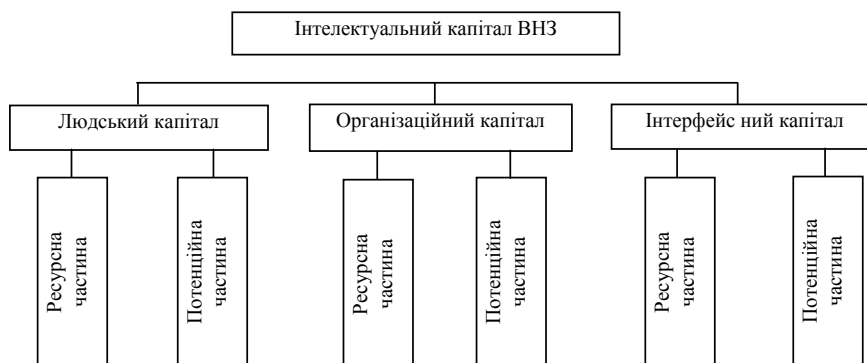 Інтелектуальний капітал ВНЗ
Людський капітал
Організаційний капітал
Інтерфейс ний капітал
Ресурсна
частина
Потенційна
частина
Ресурсна
частина
Потенційна
частина
Ресурсна
частина
Потенційна
частина